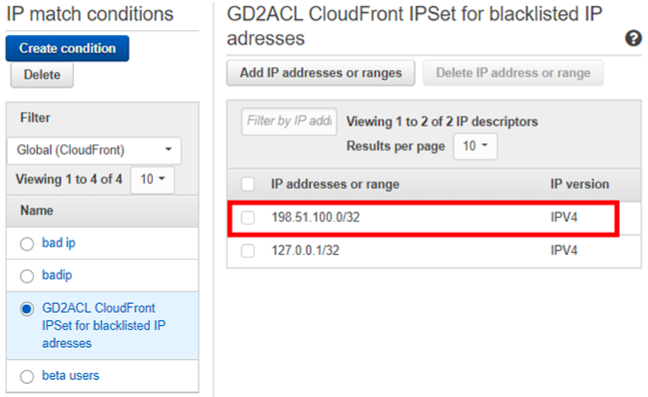 IP match conditions
Create condition
Delete
Filter
Global (CloudFront)
Viewing 1 to 4 of 4 10
Name
bad ip
badip
GD2ACL CloudFront
IPSet for blacklisted IP
adresses
beta users
GD2ACL CloudFront IPSet for blacklisted IP
adresses
?
Add IP addresses or ranges Delete IP address or range
Filter by IP add
Viewing 1 to 2 of 2 IP descriptors
Results per page 10
IP addresses or range IP version
198.51.100.0/32 IPV4
127.0.0.1/32 IPV4